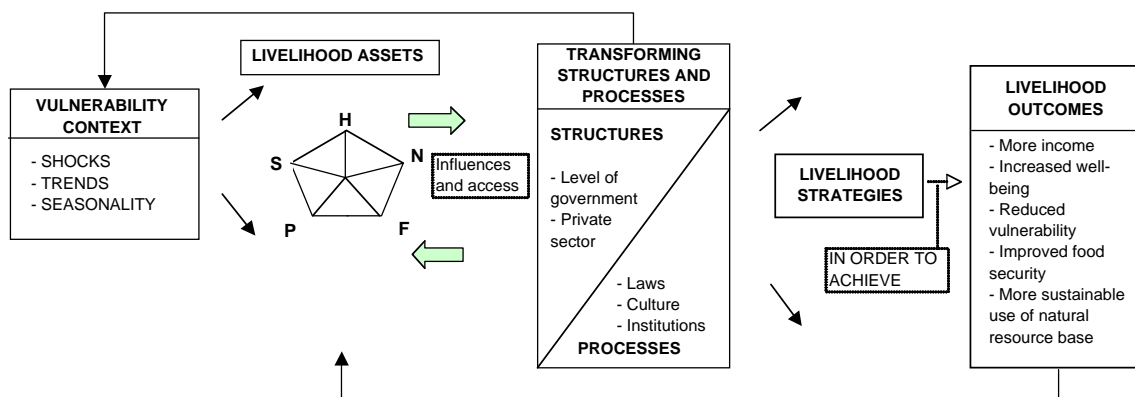 VULNERABILITY
CONTEXT
- SHOCKS
- TRENDS
- SEASONALITY
LIVELIHOOD ASSETS
H
S
N
P
F
Influences
and access
TRANSFORMING
STRUCTURES AND
PROCESSES
STRUCTURES
- Level of
government
- Private
sector
- Laws
- Culture
- Institutions
PROCESSES
LIVELIHOOD
STRATEGIES
IN ORDER TO
ACHIEVE
LIVELIHOOD
OUTCOMES
- More income
- Increased well-
being
- Reduced
vulnerability
- Improved food
security
- More sustainable
use of natural
resource base